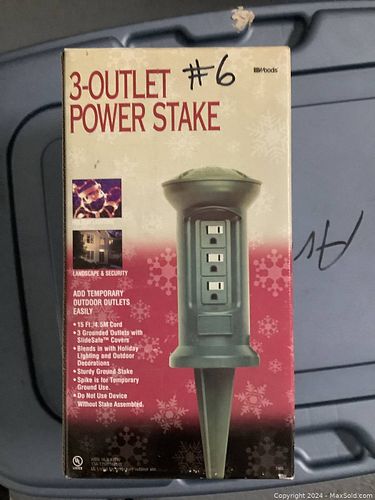 3-OUTLET #6
Woods
POWER STAKE
LANDSCAPE & SECURITY
ADD TEMPORARY
OUTDOOR OUTLETS
EASILY
• 15 Ft./4.5M Cord
• 3 Grounded Outlets with
SlideSafe™ Covers
• Blends in with Holiday
Lighting and Outdoor
Decorations
• Sturdy Ground Stake
• Spike is for Temporary
Ground Use.
• Do Not Use Device
Without Stake Assembled.
UL
Copyright 2024 - MaxSold.com